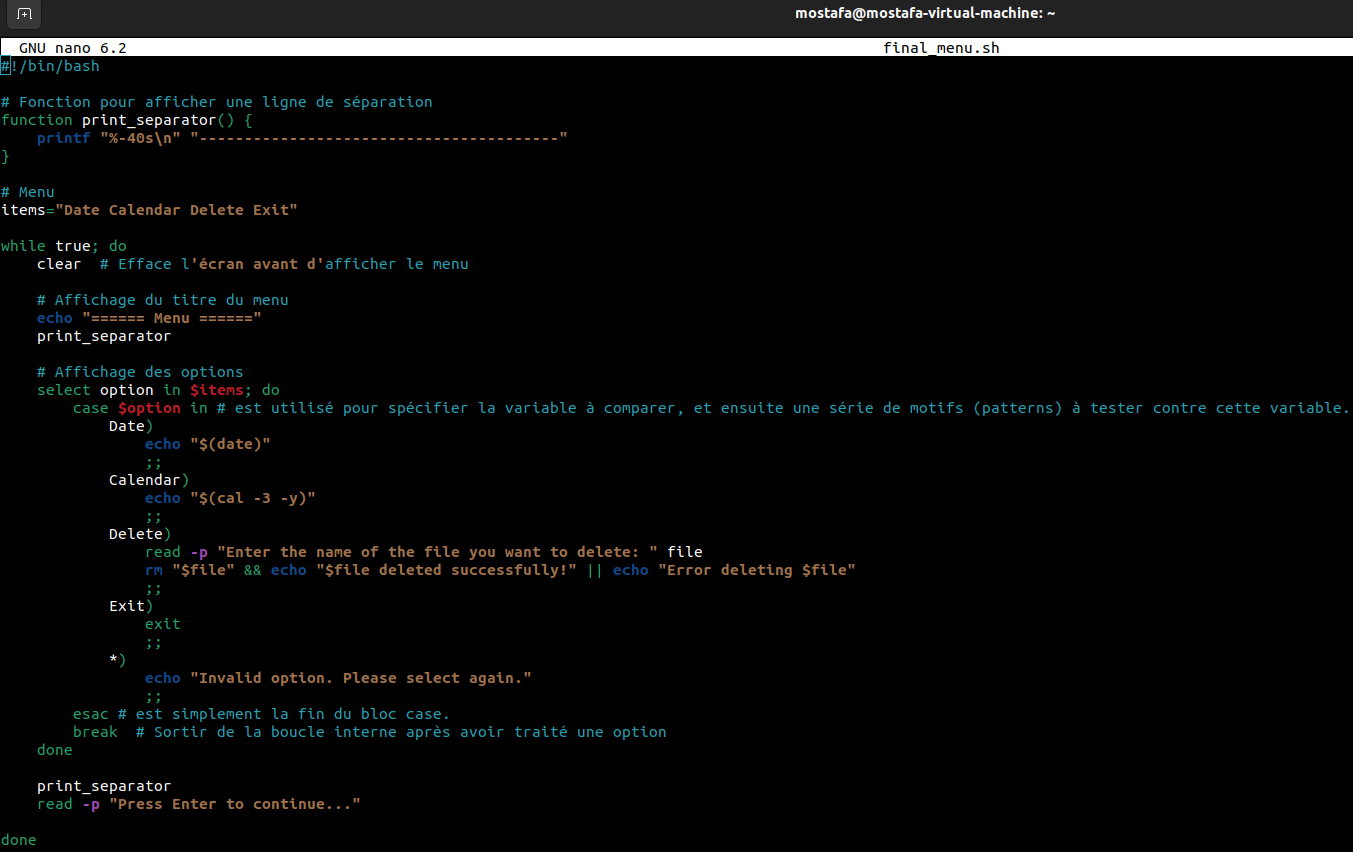 mostafa@mostafa-virtual-machine: ~
GNU nano 6.2 final_menu.sh
#!/bin/bash
# Fonction pour afficher une ligne de séparation
function print_separator() {
    printf "%-40s\n" "----------------------------------------"
}
# Menu
items="Date Calendar Delete Exit"
while true; do
    clear  # Efface l'écran avant d'afficher le menu
    # Affichage du titre du menu
    echo "====== Menu ======"
    print_separator
    # Affichage des options
    select option in $items; do
        case $option in # est utilisé pour spécifier la variable à comparer, et ensuite une série de motifs (patterns) à tester contre cette variable.
            Date)
                echo "$(date)"
                ;;
            Calendar)
                echo "$(cal -3 -y)"
                ;;
            Delete)
                read -p "Enter the name of the file you want to delete: " file
                rm "$file" && echo "$file deleted successfully!" || echo "Error deleting $file"
                ;;
            Exit)
                exit
                ;;
            *)
                echo "Invalid option. Please select again."
                ;;
        esac # est simplement la fin du bloc case.
        break  # Sortir de la boucle interne après avoir traité une option
    done
    print_separator
    read -p "Press Enter to continue..."
done